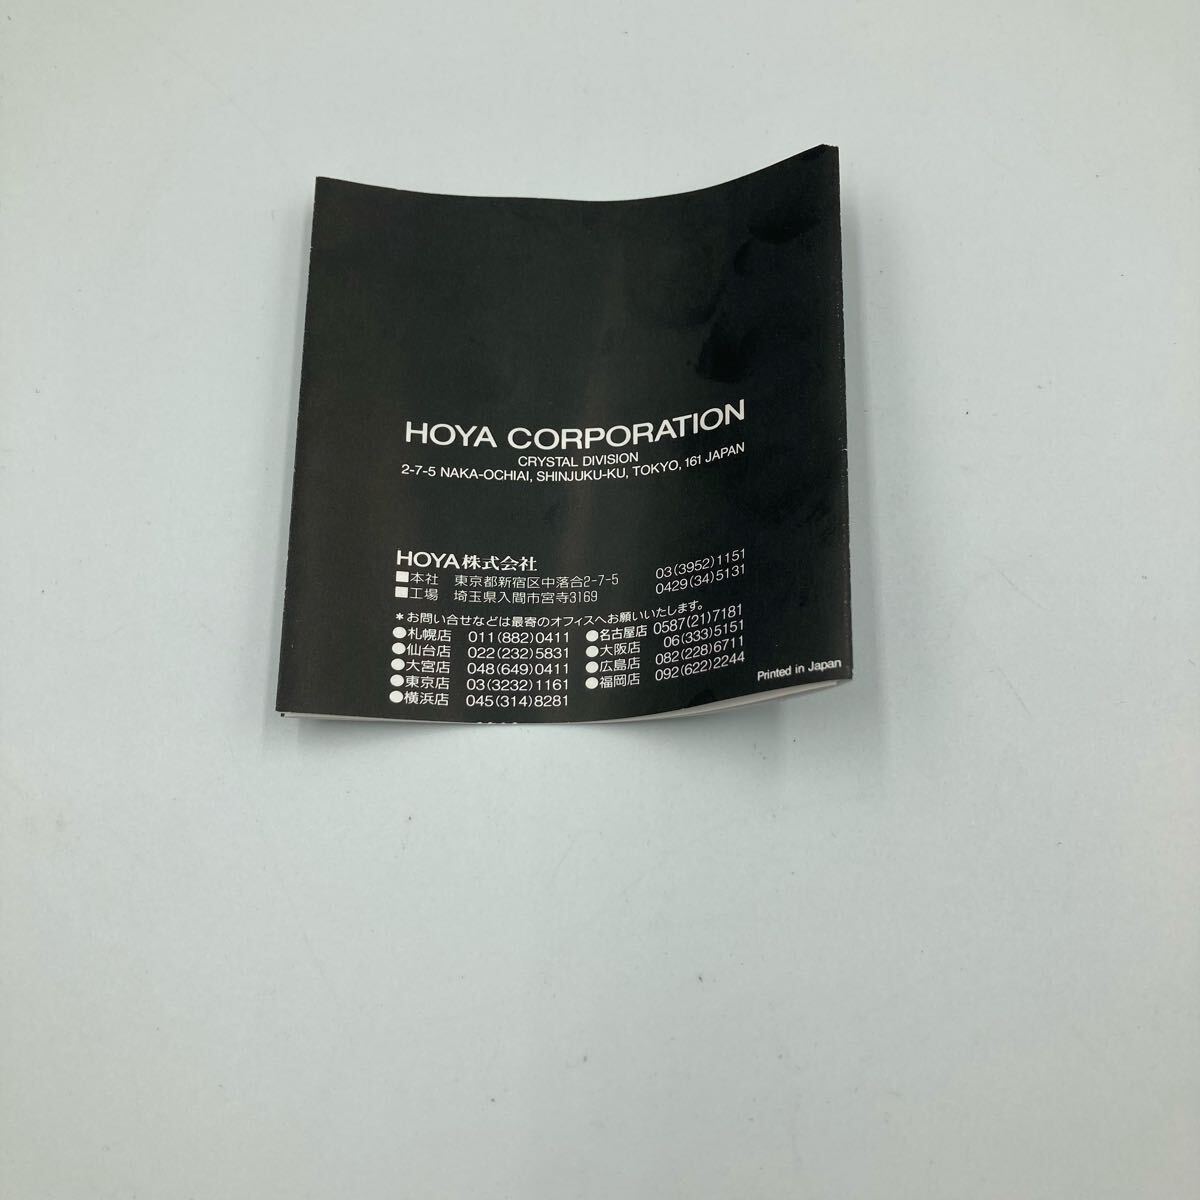 HOYA CORPORATION
CRYSTAL DIVISION
2-7-5 NAKA-OCHIAI, SHINJUKU-KU, TOKYO, 161 JAPAN
HOYA株式会社
■本社 東京都新宿区中落合2-7-5 03(3952)1151
■工場 埼玉県入間市宮寺3169 0429(34)5131
*お問い合せなどは最寄のオフィスへお願いいたします。
●札幌店 011(882)0411 ●名古屋店 0587(21)7181
●仙台店 022(232)5831 ●大阪店 06(333)5151
●大宮店 048(649)0411 ●広島店 082(228)6711
●東京店 03(3232)1161 ●福岡店 092(622)2244
●横浜店 045(314)8281
Printed in Japan